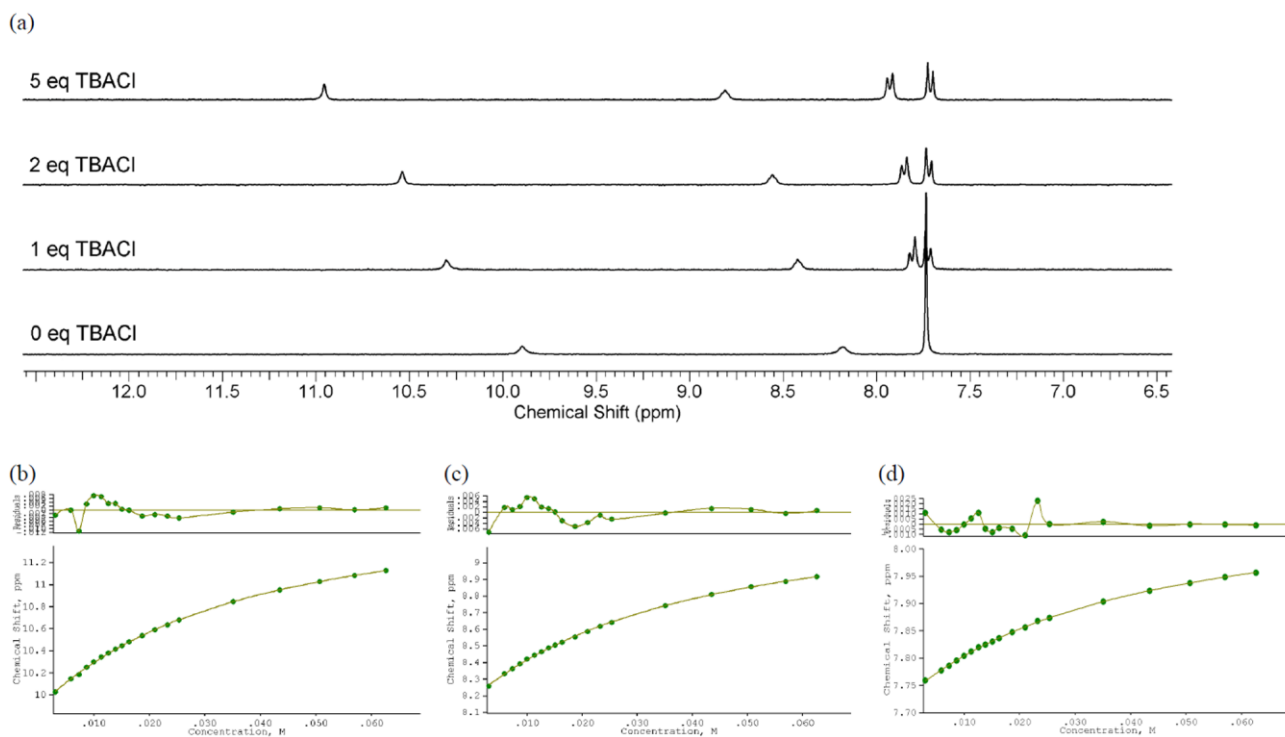 (a)
5 eq TBACl
2 eq TBACl
1 eq TBACl
0 eq TBACl
12.0 11.5 11.0 10.5 10.0 9.5 9.0 8.5 8.0 7.5 7.0 6.5
Chemical Shift (ppm)
(b) (c) (d)
11.2
11
10.8
10.6
10.4
10.2
10
Chemical Shift, ppm
.010 .020 .030 .040 .050 .060
Concentration, M
9
8.9
8.8
8.7
8.6
8.5
8.4
8.3
8.2
8.1
Chemical Shift, ppm
.010 .020 .030 .040 .050 .060
Concentration, M
.0025
8.00
7.95
7.90
7.85
7.80
7.75
7.70
Chemical Shift, ppm
.010 .020 .030 .040 .050 .060
Concentration, M